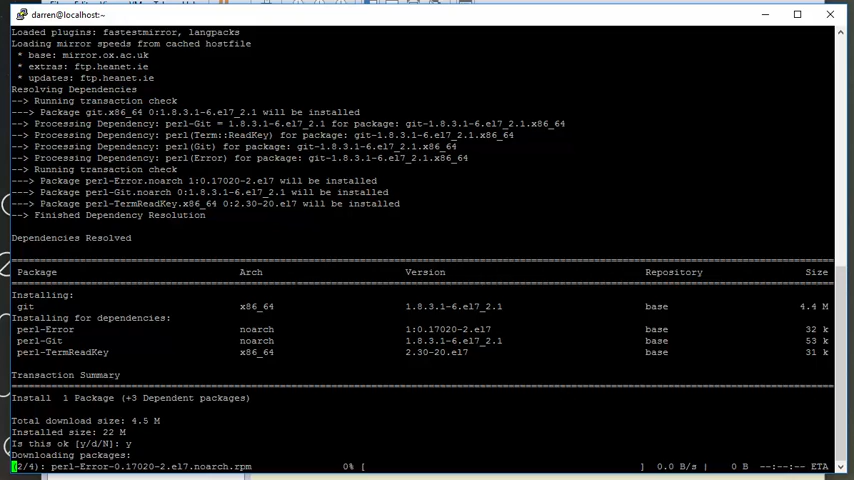 darren@localhost:~
Loaded plugins: fastestmirror, langpacks
Loading mirror speeds from cached hostfile
 * base: mirror.ox.ac.uk
 * extras: ftp.heanet.ie
 * updates: ftp.heanet.ie
Resolving Dependencies
--> Running transaction check
---> Package git.x86_64 0:1.8.3.1-6.el7_2.1 will be installed
--> Processing Dependency: perl-Git = 1.8.3.1-6.el7_2.1 for package: git-1.8.3.1-6.el7_2.1.x86_64
--> Processing Dependency: perl(Term::ReadKey) for package: git-1.8.3.1-6.el7_2.1.x86_64
--> Processing Dependency: perl(Git) for package: git-1.8.3.1-6.el7_2.1.x86_64
--> Processing Dependency: perl(Error) for package: git-1.8.3.1-6.el7_2.1.x86_64
--> Running transaction check
---> Package perl-Error.noarch 1:0.17020-2.el7 will be installed
---> Package perl-Git.noarch 0:1.8.3.1-6.el7_2.1 will be installed
---> Package perl-TermReadKey.x86_64 0:2.30-20.el7 will be installed
--> Finished Dependency Resolution
Dependencies Resolved
================================================================================
Package Arch Version Repository Size
================================================================================
Installing:
git x86_64 1.8.3.1-6.el7_2.1 base 4.4 M
Installing for dependencies:
perl-Error noarch 1:0.17020-2.el7 base 32 k
perl-Git noarch 1.8.3.1-6.el7_2.1 base 53 k
perl-TermReadKey x86_64 2.30-20.el7 base 31 k
Transaction Summary
================================================================================
Install  1 Package (+3 Dependent packages)
Total download size: 4.5 M
Installed size: 22 M
Is this ok [y/d/N]: y
Downloading packages:
(2/4): perl-Error-0.17020-2.el7.noarch.rpm 0% [ ] 0.0 B/s | 0 B --:--:-- ETA